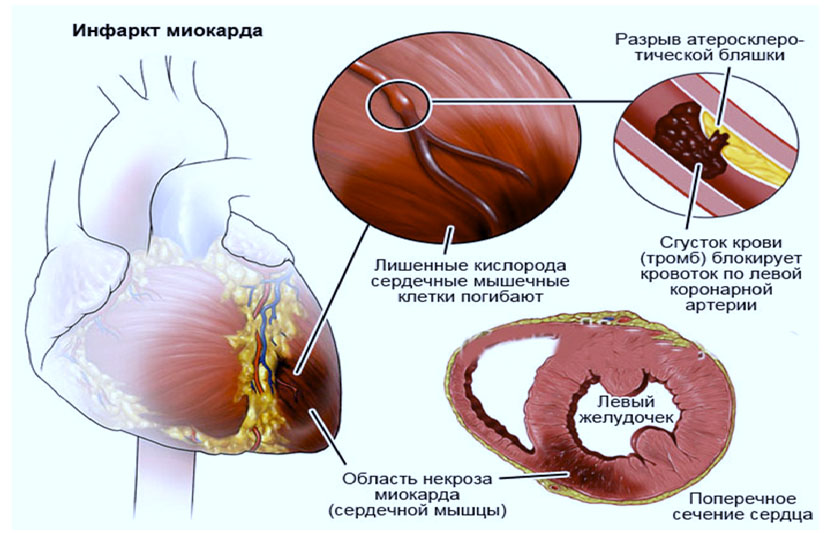 Инфаркт миокарда
Разрыв атеросклеро-
тической бляшки
Лишенные кислорода
сердечные мышечные
клетки погибают
Сгусток крови
(тромб) блокирует
кровоток по левой
коронарной
артерии
Левый
желудочек
Область некроза
миокарда
(сердечной мышцы)
Поперечное
сечение сердца